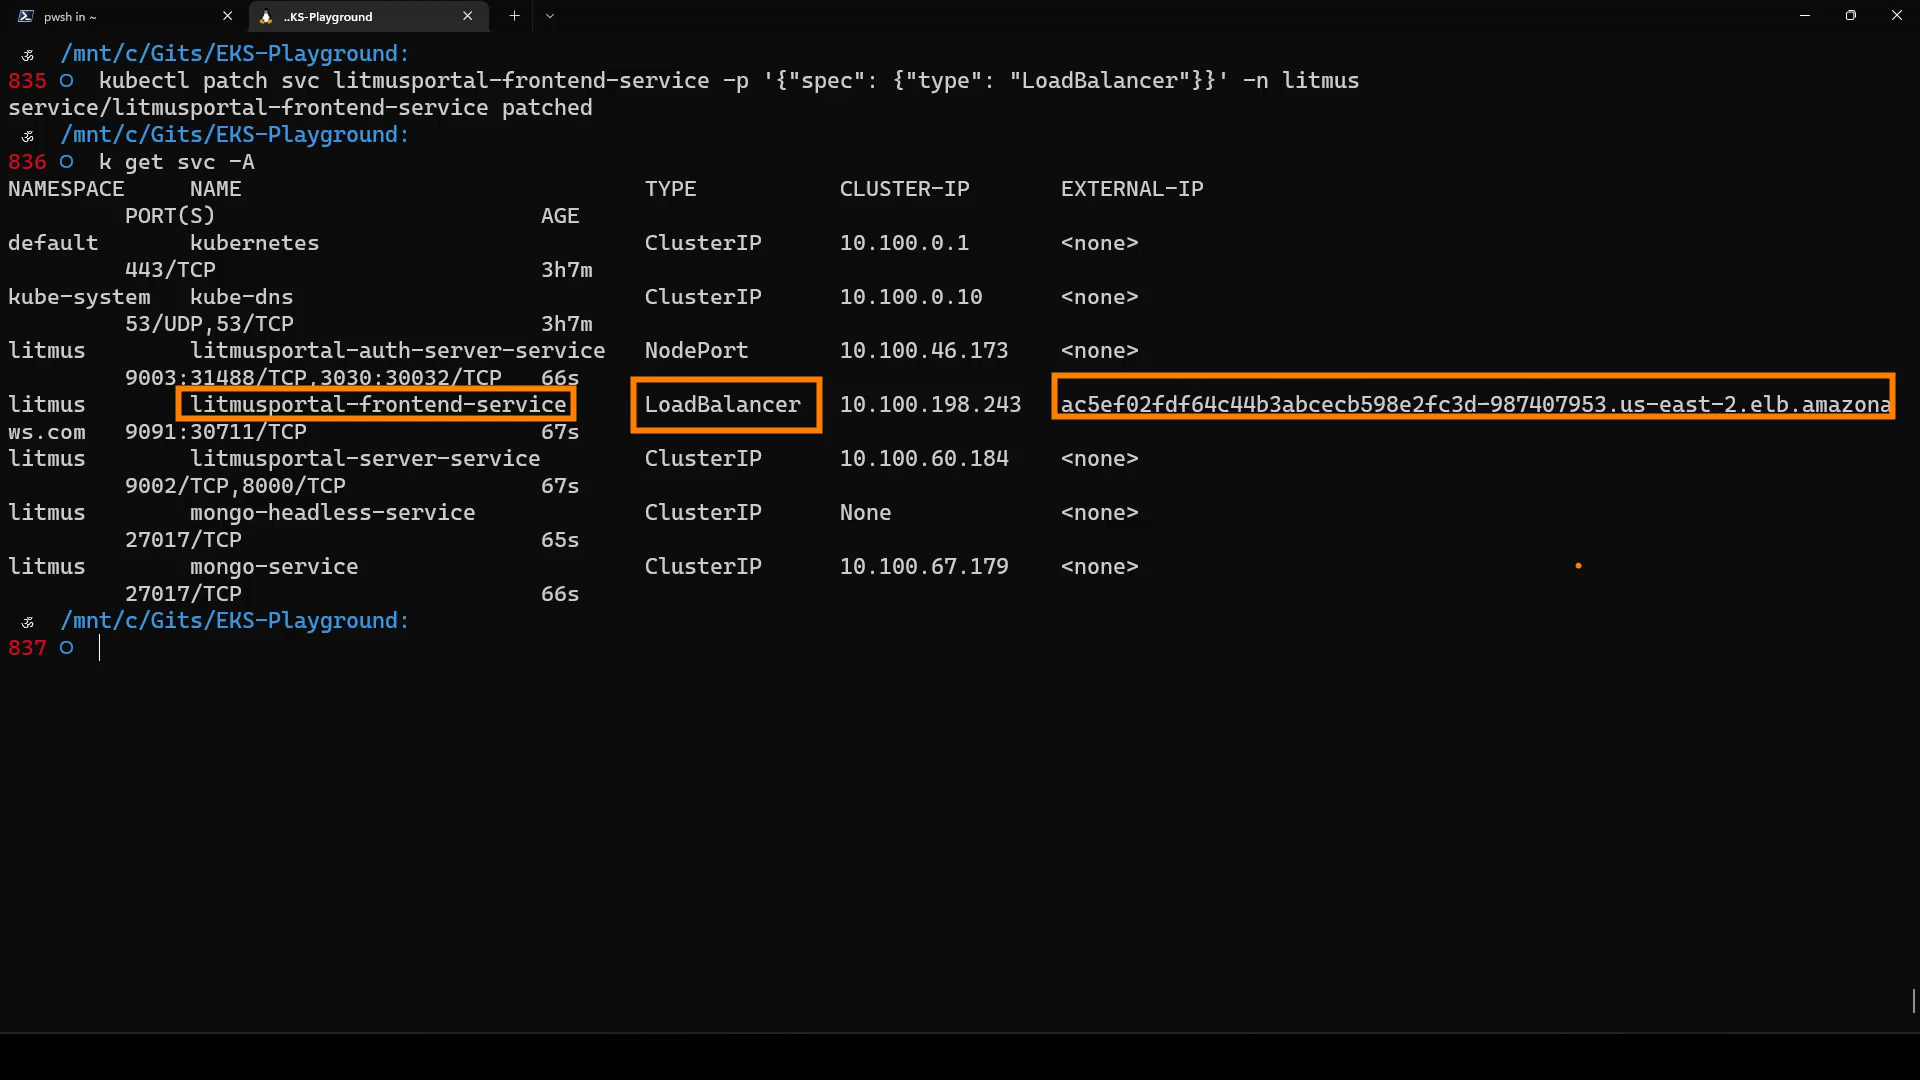 pwsh in ~
..KS-Playground
ॐ /mnt/c/Gits/EKS-Playground:
835 kubectl patch svc litmusportal-frontend-service -p '{"spec": {"type": "LoadBalancer"}}' -n litmus
service/litmusportal-frontend-service patched
ॐ /mnt/c/Gits/EKS-Playground:
836 k get svc -A
NAMESPACE NAME TYPE CLUSTER-IP EXTERNAL-IP
PORT(S) AGE
default kubernetes ClusterIP 10.100.0.1 <none>
443/TCP 3h7m
kube-system kube-dns ClusterIP 10.100.0.10 <none>
53/UDP,53/TCP 3h7m
litmus litmusportal-auth-server-service NodePort 10.100.46.173 <none>
9003:31488/TCP,3030:30032/TCP 66s
litmus litmusportal-frontend-service LoadBalancer 10.100.198.243 ac5ef02fdf64c44b3abcecb598e2fc3d-987407953.us-east-2.elb.amazona
ws.com 9091:30711/TCP 67s
litmus litmusportal-server-service ClusterIP 10.100.60.184 <none>
9002/TCP,8000/TCP 67s
litmus mongo-headless-service ClusterIP None <none>
27017/TCP 65s
litmus mongo-service ClusterIP 10.100.67.179 <none>
27017/TCP 66s
ॐ /mnt/c/Gits/EKS-Playground:
837